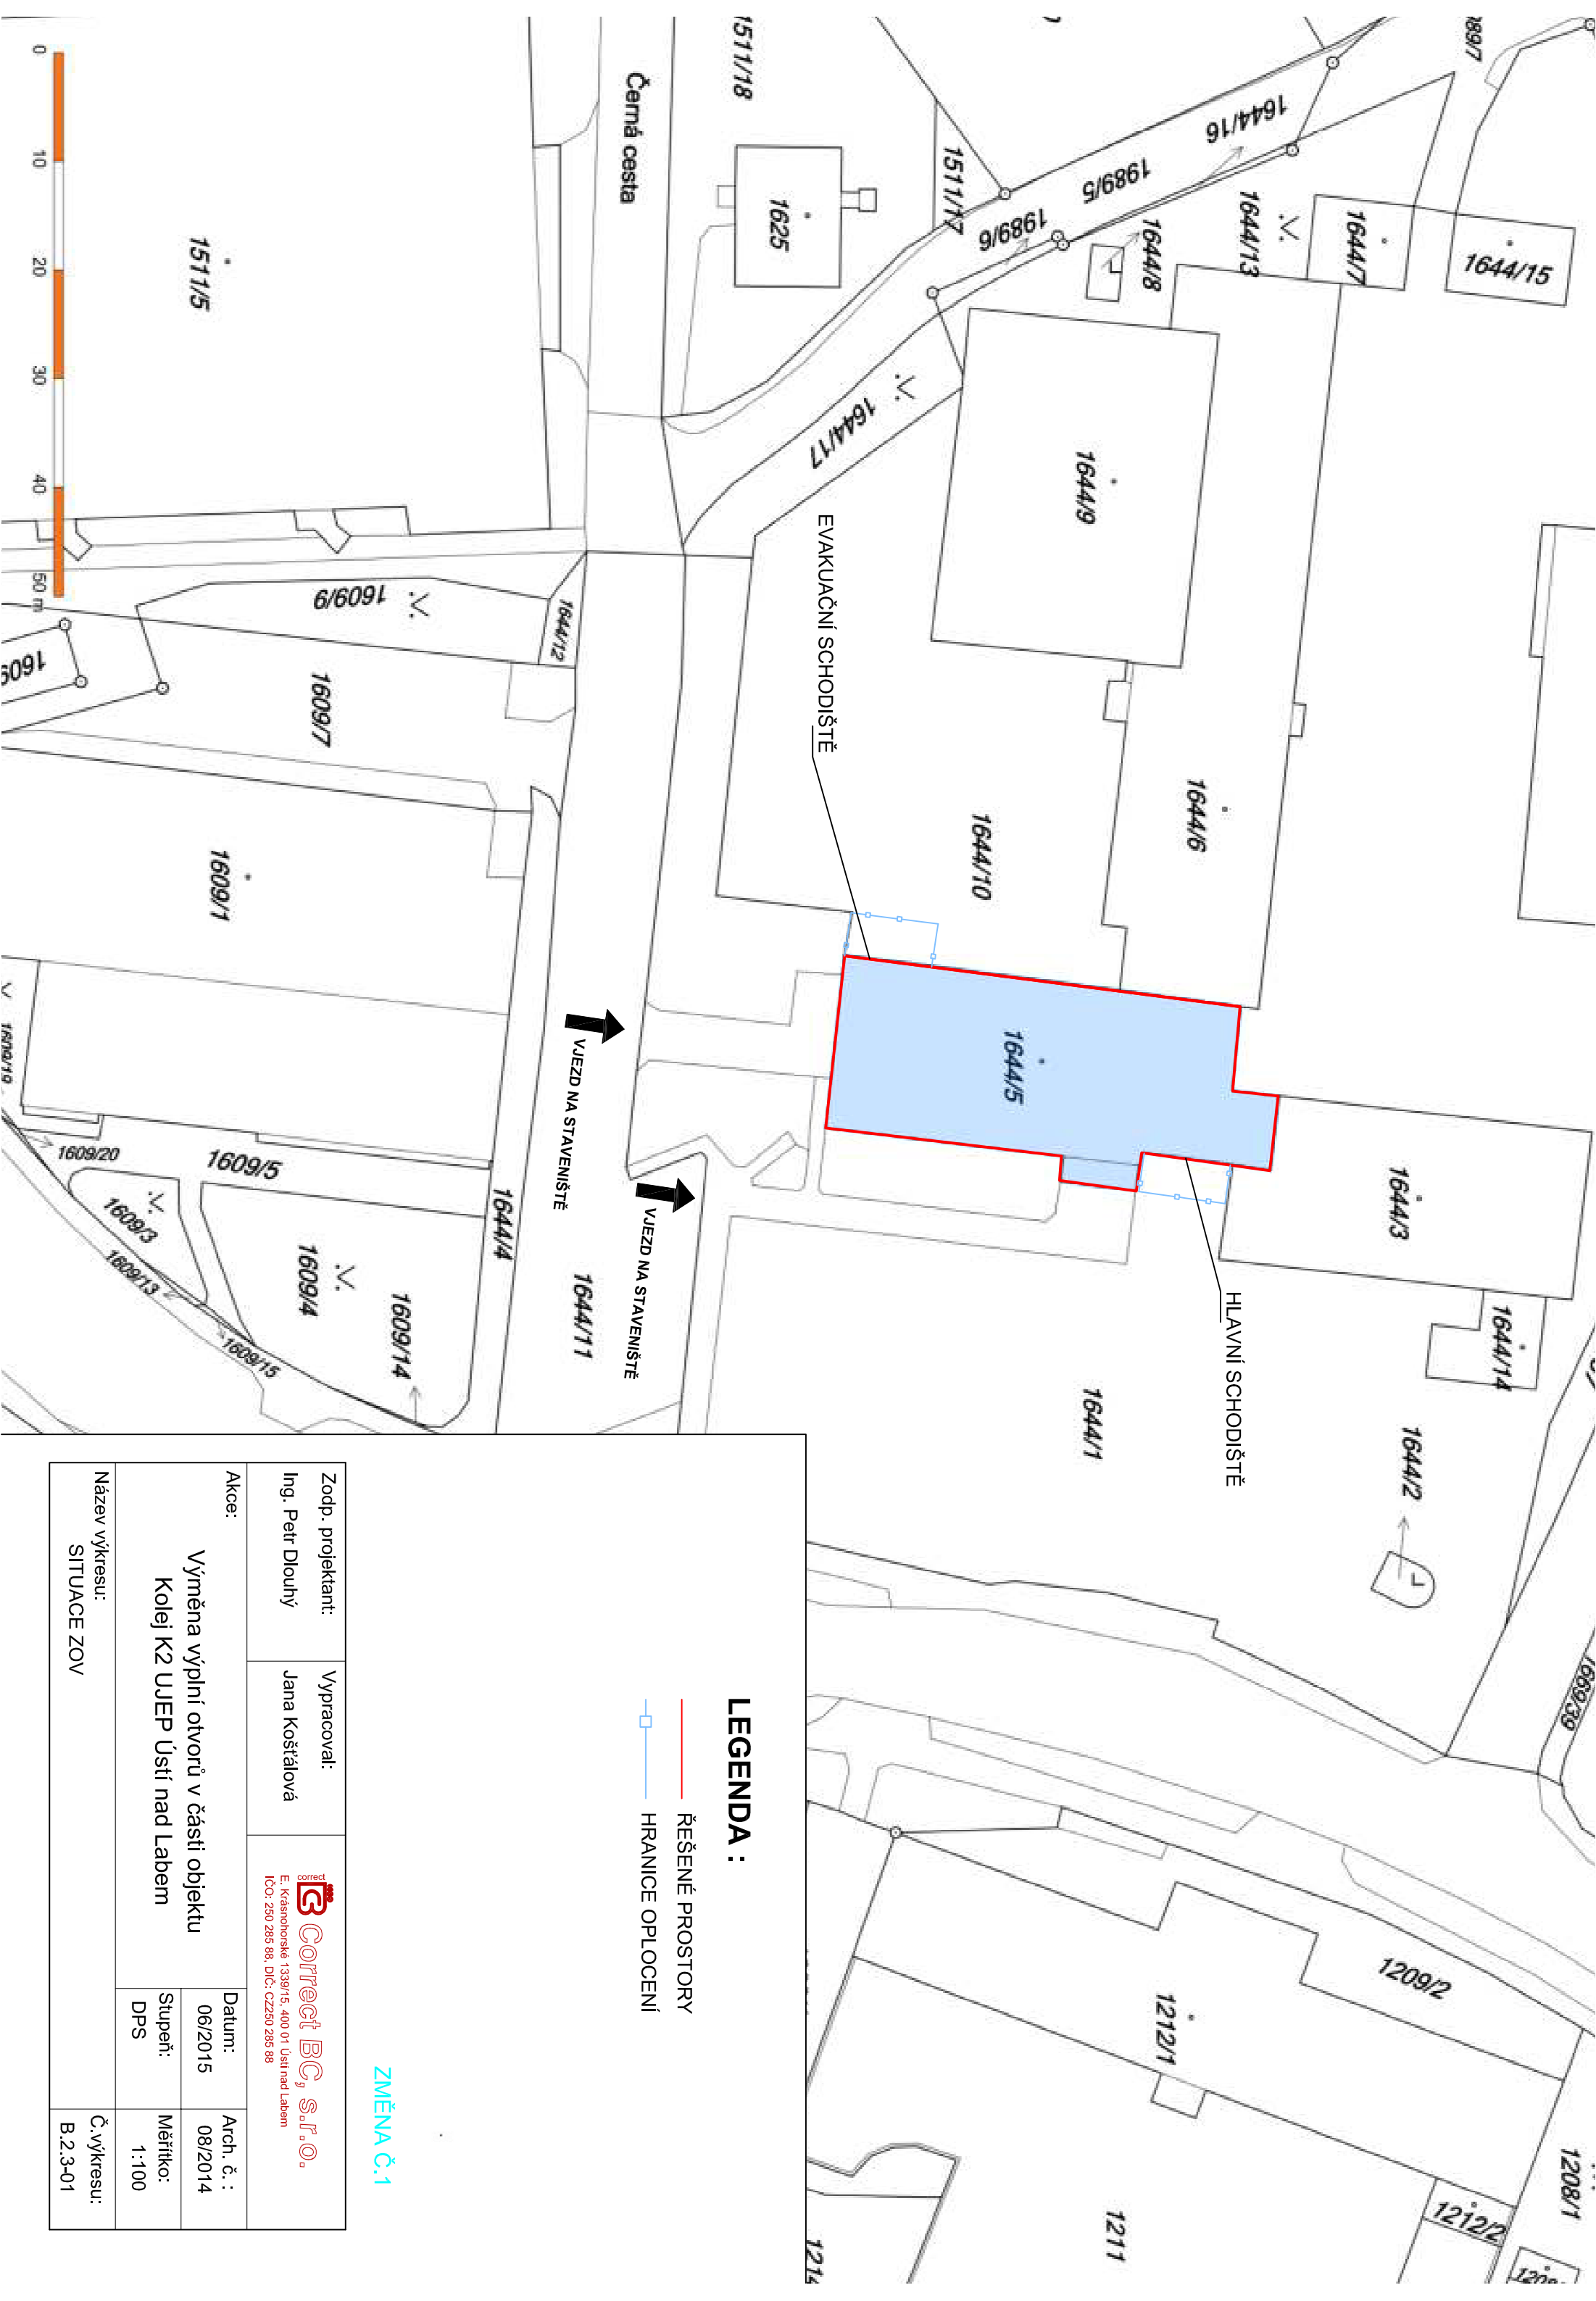 1511/18
Černá cesta
1511/5
1625
1511/17
1989/6
1989/5
1644/16
1644/8
1644/13
1644/7
1644/15
1644/17
1644/9
1644/6
1644/10
EVAKUAČNÍ SCHODIŠTĚ
1644/5
HLAVNÍ SCHODIŠTĚ
1644/3
1644/14
1644/2
1644/1
1669/39
VJEZD NA STAVENIŠTĚ
VJEZD NA STAVENIŠTĚ
1644/11
1644/4
1644/12
1609/9
1609/7
1609/1
1609/19
1609/20
1609/5
1609/3
1609/13
1609/4
1609/15
1609/14
1209/2
1212/1
1212/2
1208/1
1211
0 10 20 30 40 50 m
LEGENDA :
ŘEŠENÉ PROSTORY
HRANICE OPLOCENÍ
ZMĚNA Č.1
Zodp. projektant:
Ing. Petr Dlouhý
Vypracoval:
Jana Košťálová
correct
Correct BC, s.r.o.
E. Krásnohorské 1339/15, 400 01 Ústí nad Labem
IČO: 250 285 88, DIČ: CZ250 285 88
Akce:
Výměna výplní otvorů v části objektu
Kolej K2 UJEP Ústí nad Labem
Datum:
06/2015
Arch. č. :
08/2014
Stupeň:
DPS
Měřítko:
1:100
Název výkresu:
SITUACE ZOV
Č.výkresu:
B.2.3-01